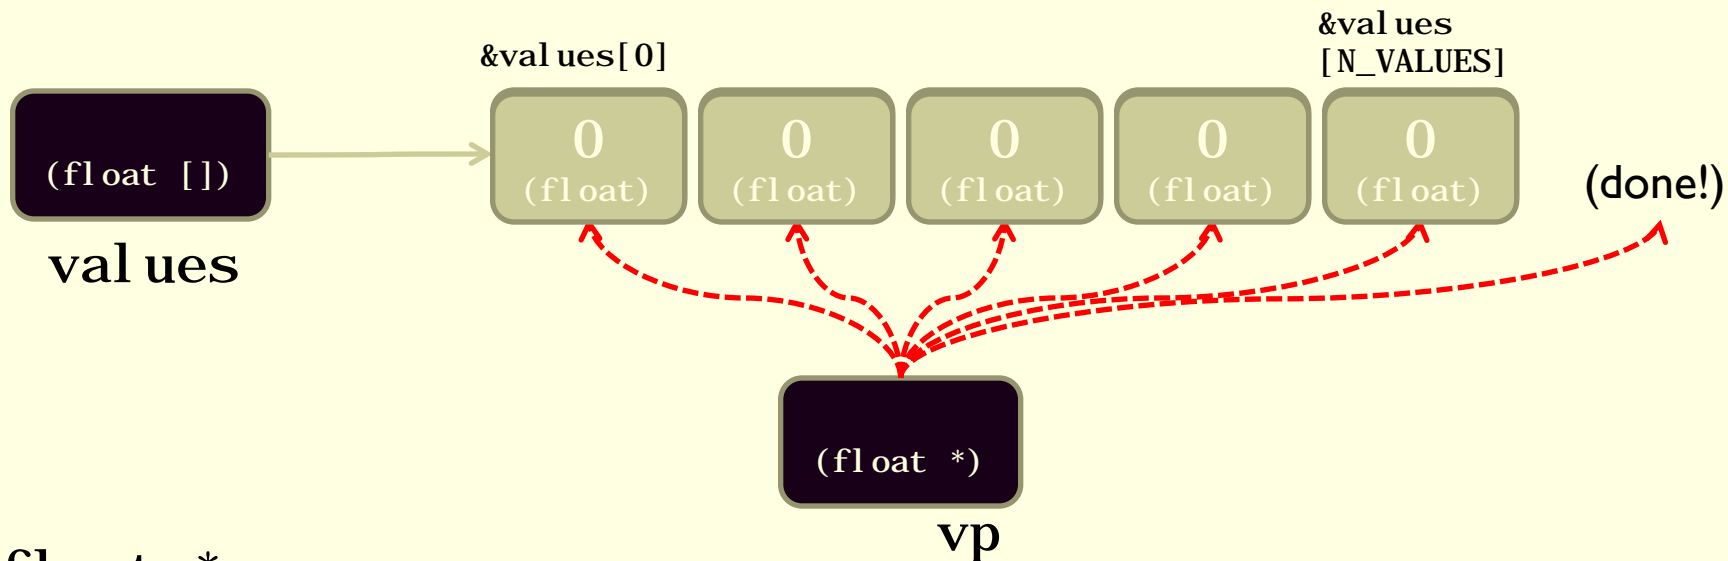 &values[0]
&values
[N_VALUES]
(float [])
values
0
(float)
0
(float)
0
(float)
0
(float)
0
(float)
(done!)
(float *)
vp
float *